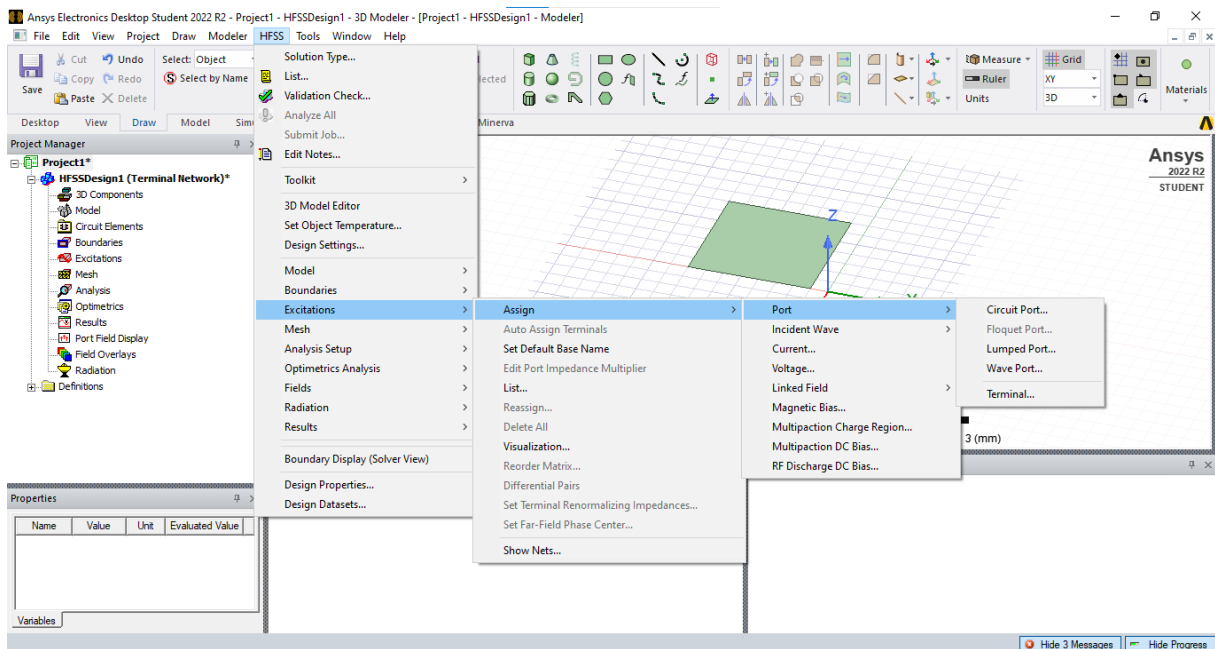 Ansys Electronics Desktop Student 2022 R2 - Project1 - HFSSDesign1 - 3D Modeler - [Project1 - HFSSDesign1 - Modeler]
File Edit View Project Draw Modeler HFSS Tools Window Help
Save
Cut
Copy
Paste
Undo
Redo
Delete
Select: Object
Select by Name
Measure
Ruler
Units
Grid
XY
3D
Materials
Desktop View Draw Model
Minerva
Project Manager
Project1*
HFSSDesign1 (Terminal Network)*
3D Components
Model
Circuit Elements
Boundaries
Excitations
Mesh
Analysis
Optimetrics
Results
Port Field Display
Field Overlays
Radiation
Definitions
Solution Type...
List...
Validation Check...
Analyze All
Submit Job...
Edit Notes...
Toolkit
3D Model Editor
Set Object Temperature...
Design Settings...
Model
Boundaries
Excitations
Mesh
Analysis Setup
Optimetrics Analysis
Fields
Radiation
Results
Boundary Display (Solver View)
Design Properties...
Design Datasets...
Assign
Auto Assign Terminals
Set Default Base Name
Edit Port Impedance Multiplier
List...
Reassign...
Delete All
Visualization...
Reorder Matrix...
Differential Pairs
Set Terminal Renormalizing Impedances...
Set Far-Field Phase Center...
Show Nets...
Port
Incident Wave
Current...
Voltage...
Linked Field
Magnetic Bias...
Multipaction Charge Region...
Multipaction DC Bias...
RF Discharge DC Bias...
Circuit Port...
Floquet Port...
Lumped Port...
Wave Port...
Terminal...
Ansys
2022 R2
STUDENT
Z
3 (mm)
Properties
Name Value Unit Evaluated Value
Variables
Hide 3 Messages Hide Progress